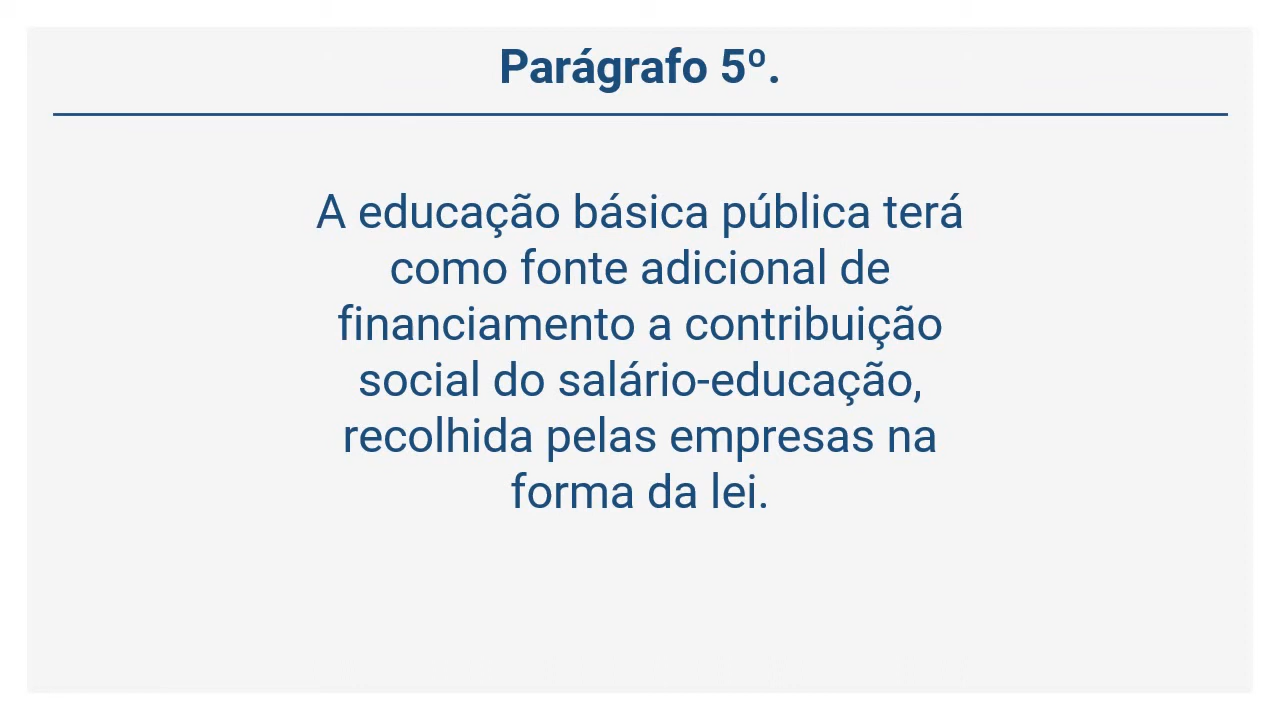 Parágrafo 5º.
A educação básica pública terá
como fonte adicional de
financiamento a contribuição
social do salário-educação,
recolhida pelas empresas na
forma da lei.